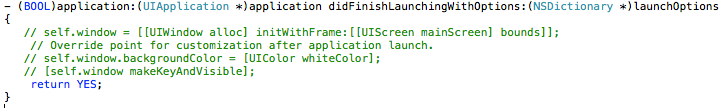 - (BOOL)application:(UIApplication *)application didFinishLaunchingWithOptions:(NSDictionary *)launchOptions
{
   // self.window = [[UIWindow alloc] initWithFrame:[[UIScreen mainScreen] bounds]];
    // Override point for customization after application launch.
   // self.window.backgroundColor = [UIColor whiteColor];
   // [self.window makeKeyAndVisible];
    return YES;
}